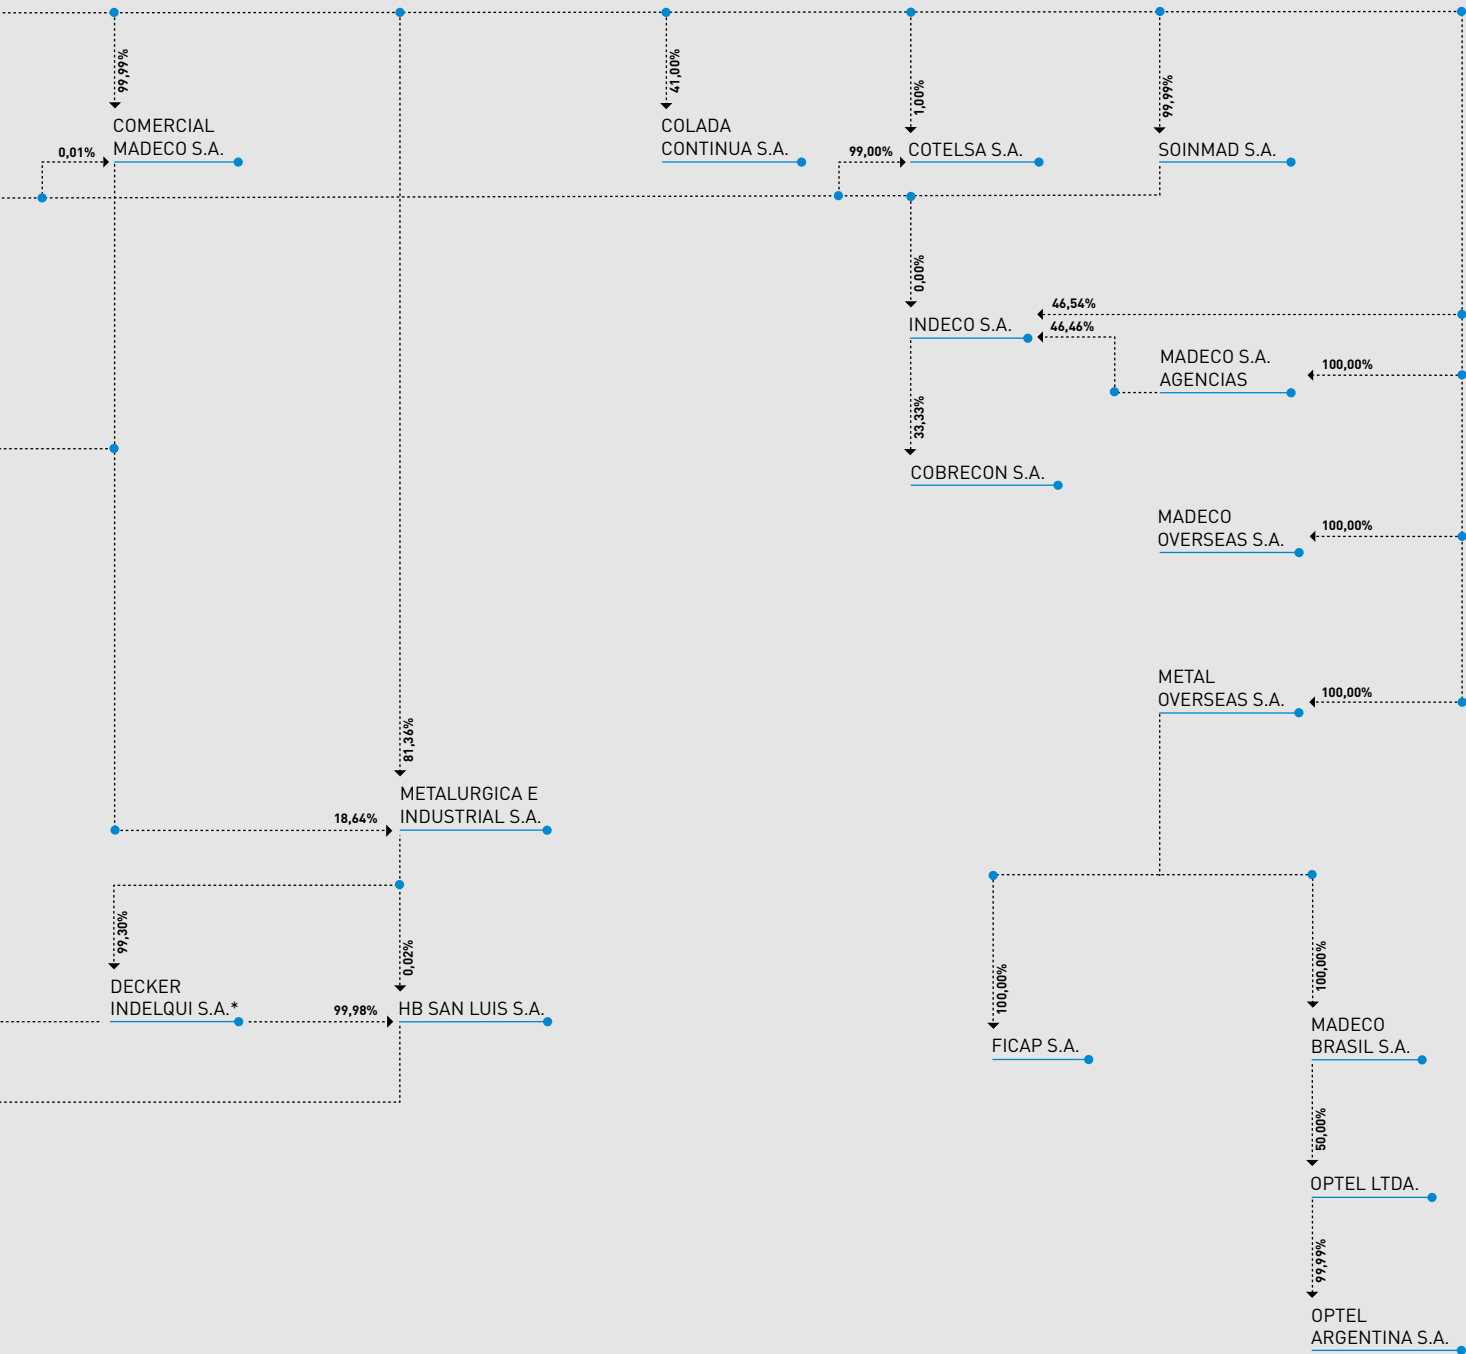 99,99%
41,00%
1,00%
99,99%
COMERCIAL
MADECO S.A.
0,01%
COLADA
CONTINUA S.A.
99,00%
COTELSA S.A.
SOINMAD S.A.
0,00%
46,54%
INDECO S.A.
46,46%
MADECO S.A.
AGENCIAS
100,00%
33,33%
COBRECON S.A.
MADECO
OVERSEAS S.A.
100,00%
METAL
OVERSEAS S.A.
100,00%
81,36%
METALURGICA E
INDUSTRIAL S.A.
18,64%
99,30%
0,02%
100,00%
100,00%
DECKER
INDELQUI S.A.*
99,98%
HB SAN LUIS S.A.
FICAP S.A.
MADECO
BRASIL S.A.
50,00%
OPTEL LTDA.
99,99%
OPTEL
ARGENTINA S.A.